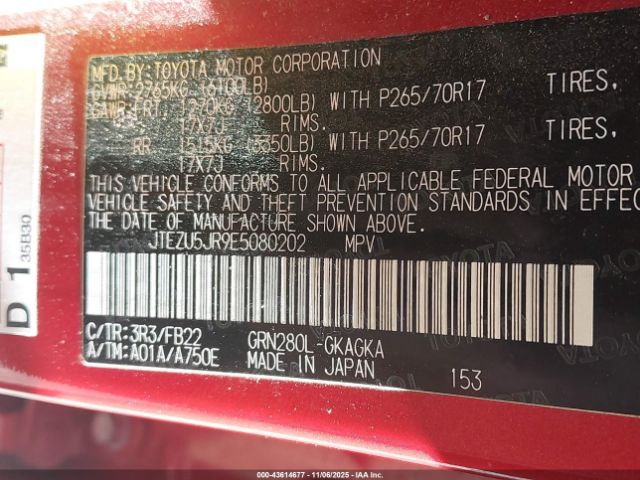 MFD. BY: TOYOTA MOTOR CORPORATION
GVWR: 2765KG (6100LB)
GAWR: FRT. 1270KG (2800LB) WITH P265/70R17 TIRES,
17X7J RIMS.
RR. 1515KG (3350LB) WITH P265/70R17 TIRES,
17X7J RIMS.
THIS VEHICLE CONFORMS TO ALL APPLICABLE FEDERAL MOTOR
VEHICLE SAFETY AND THEFT PREVENTION STANDARDS IN EFFEC
THE DATE OF MANUFACTURE SHOWN ABOVE.
JTEZU5JR9E5080202 MPV
C/TR: 3R3/FB22 GRN280L-GKAGKA
A/TM: A01A/A750E MADE IN JAPAN
153
D 1 35B30
00-43614677 - 11/06/2025 - IAA Inc.